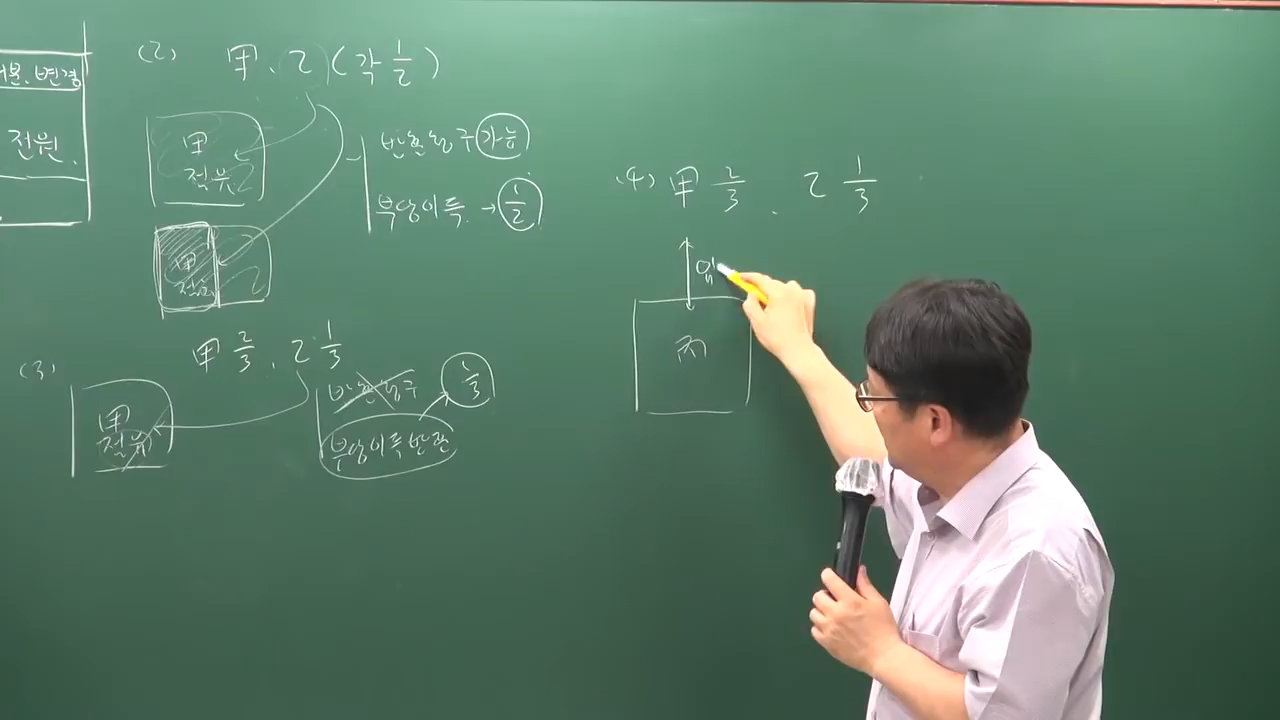 변경
전원.
(2) 甲, 乙 (각 1/2)
甲
점유
반환청구 가능
부당이득 → 1/2
甲
점유
(3) 甲 2/3, 乙 1/3
甲
점유
반환청구
1/3
부당이득반환
(4) 甲 2/3, 乙 1/3
丙